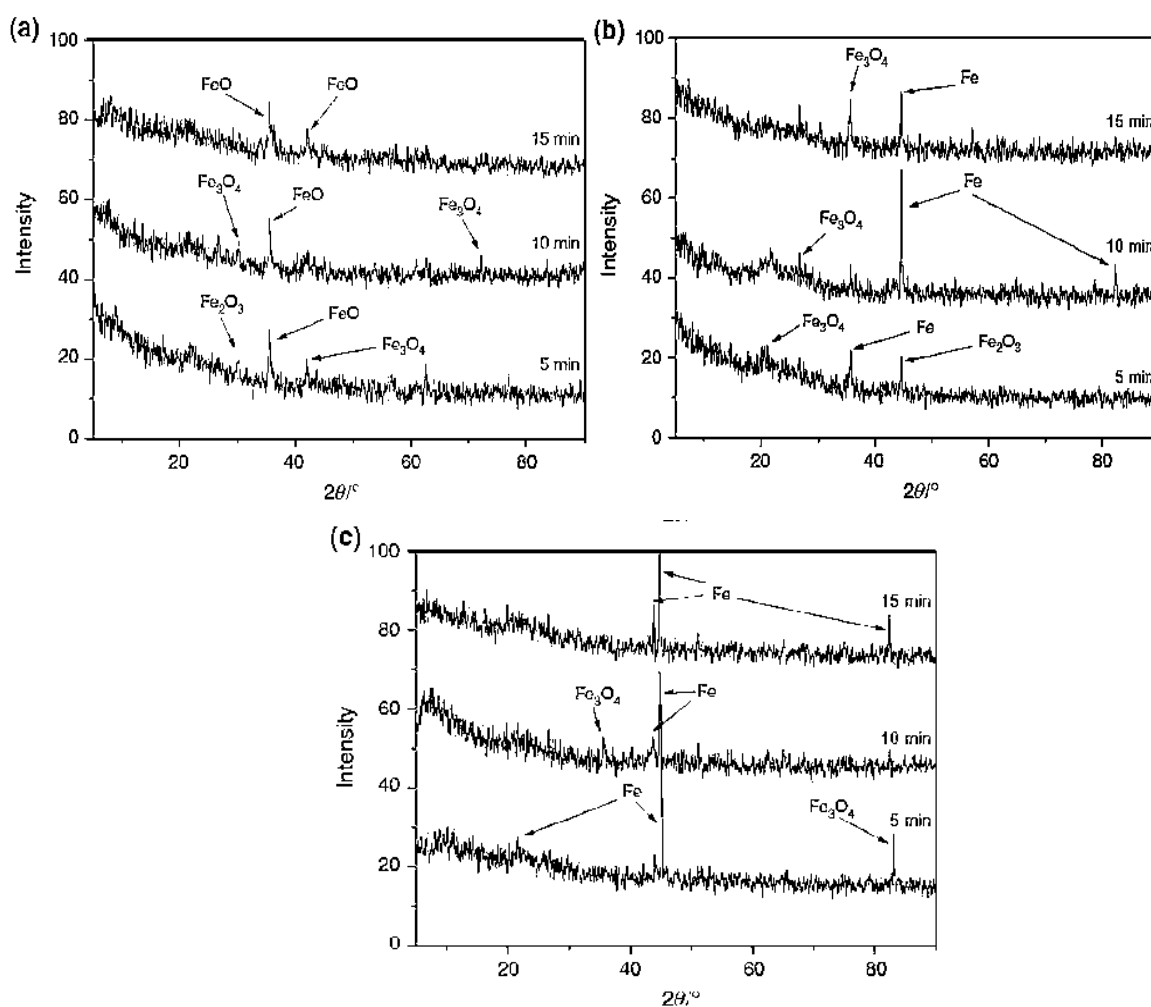 (a)
100
80
60
40
20
0
Intensity
FeO FeO
15 min
Fe3O4 FeO Fe3O4
10 min
Fe2O3 FeO Fe3O4
5 min
20 40 60 80
2θ/°
(b)
100
80
60
40
20
0
Intensity
Fe3O4 Fe
15 min
Fe3O4 Fe
10 min
Fe3O4 Fe Fe2O3
5 min
20 40 60 80
2θ/°
(c)
100
80
60
40
20
0
Intensity
Fe
15 min
Fe3O4 Fe
10 min
Fe Fe3O4
5 min
20 40 60 80
2θ/°